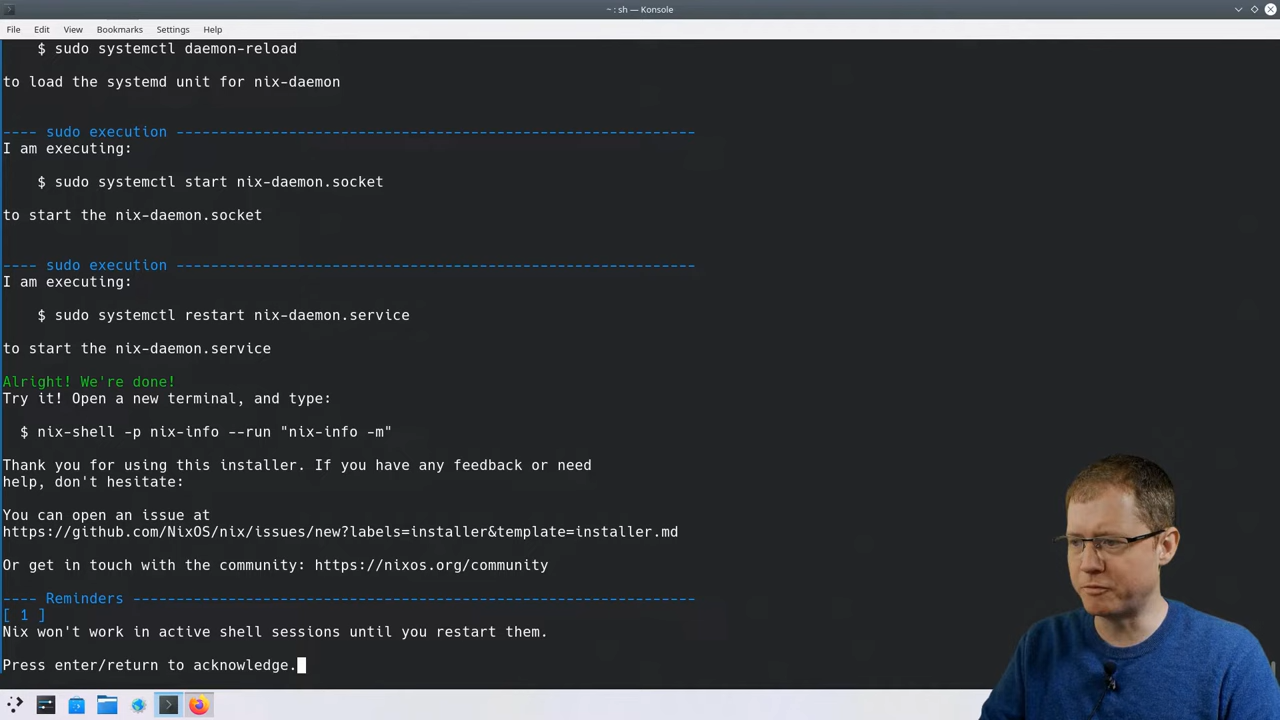 ~ : sh — Konsole
File Edit View Bookmarks Settings Help
$ sudo systemctl daemon-reload
to load the systemd unit for nix-daemon
---- sudo execution ------------------------------------------------------------
I am executing:
$ sudo systemctl start nix-daemon.socket
to start the nix-daemon.socket
---- sudo execution ------------------------------------------------------------
I am executing:
$ sudo systemctl restart nix-daemon.service
to start the nix-daemon.service
Alright! We're done!
Try it! Open a new terminal, and type:
$ nix-shell -p nix-info --run "nix-info -m"
Thank you for using this installer. If you have any feedback or need
help, don't hesitate:
You can open an issue at
https://github.com/NixOS/nix/issues/new?labels=installer&template=installer.md
Or get in touch with the community: https://nixos.org/community
---- Reminders -----------------------------------------------------------------
[ 1 ]
Nix won't work in active shell sessions until you restart them.
Press enter/return to acknowledge.